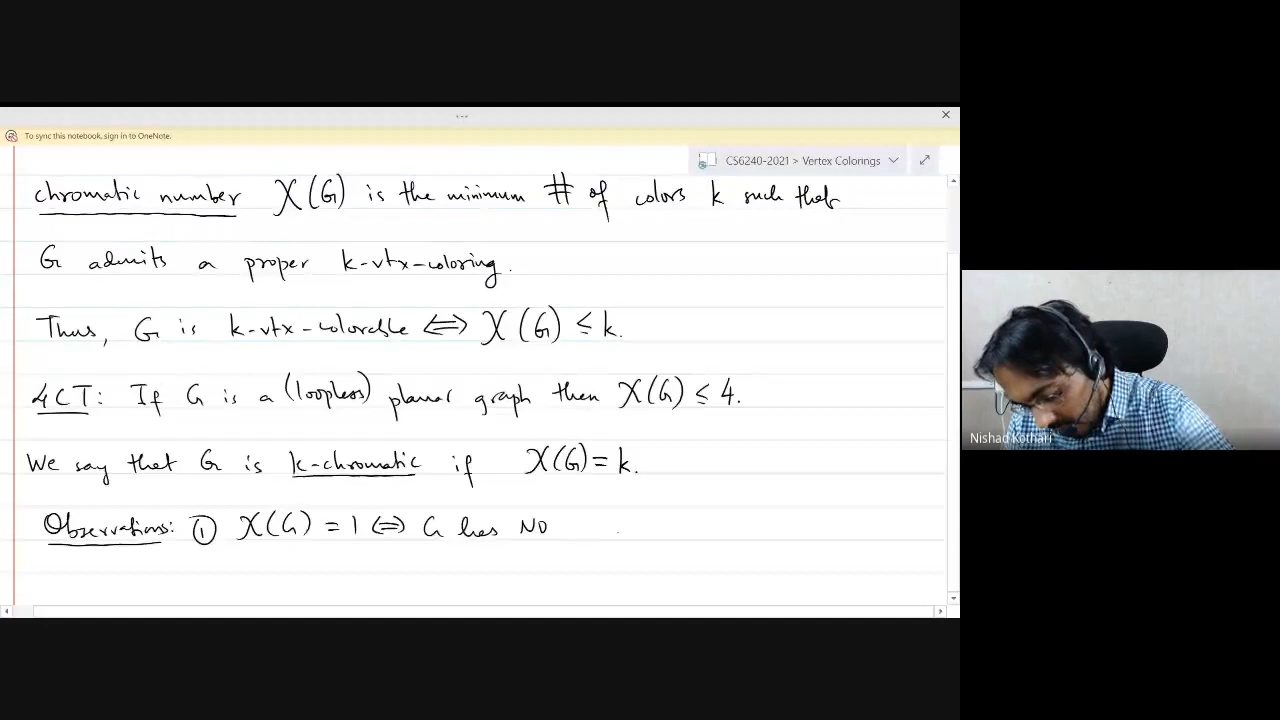 To sync this notebook, sign in to OneNote.
CS6240-2021 > Vertex Colorings
chromatic number χ(G) is the minimum # of colors k such that
G admits a proper k-vtx-coloring.
Thus, G is k-vtx-colorable ⇔ χ(G) ≤ k.
4CT: If G is a (loopless) planar graph then χ(G) ≤ 4.
We say that G is k-chromatic if χ(G) = k.
Observations: ① χ(G) = 1 ⇔ G has NO
Nishad Kothari